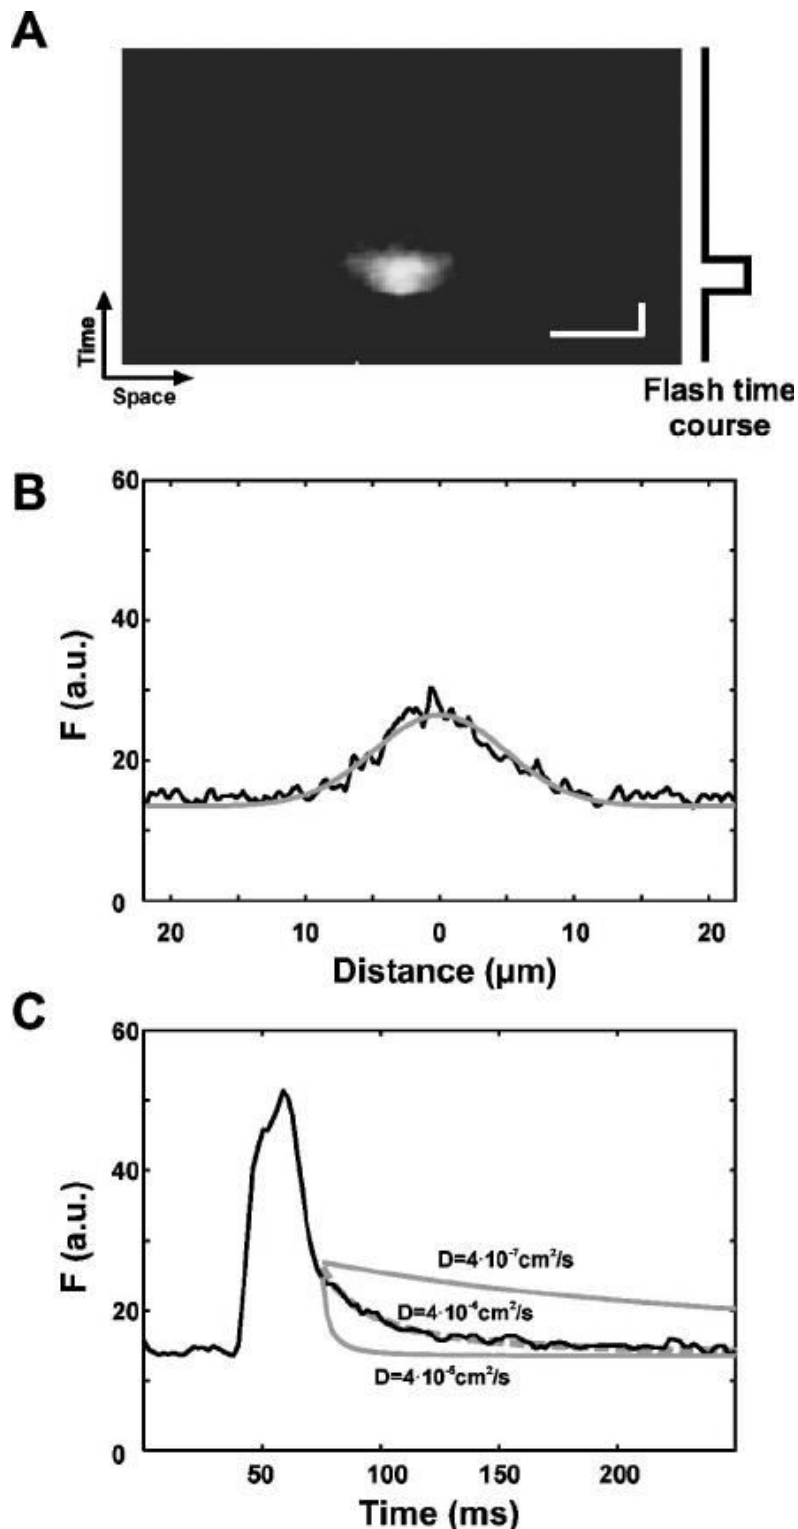 A
Time
Space
Flash time
course
B
60
40
20
0
F (a.u.)
20 10 0 10 20
Distance (µm)
C
60
40
20
0
F (a.u.)
D=4·10⁻⁷cm²/s
D=4·10⁻⁶cm²/s
D=4·10⁻⁵cm²/s
50 100 150 200
Time (ms)